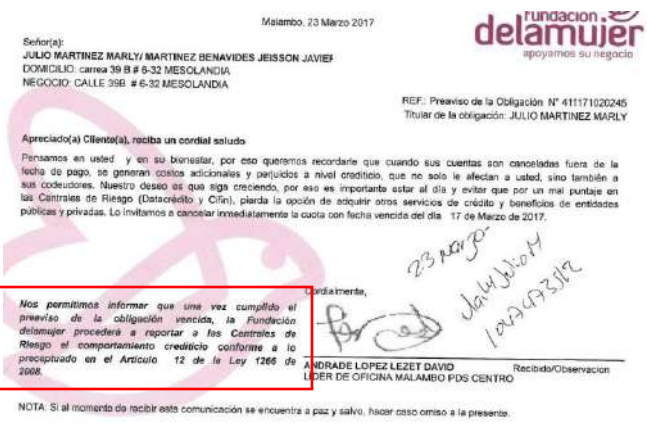 Malambo, 23 Marzo 2017
fundación
delamujer
apoyamos su negocio
Señor(a):
JULIO MARTINEZ MARLY/ MARTINEZ BENAVIDES JEISSON JAVIER
DOMICILIO: carrea 39 B # 6-32 MESOLANDIA
NEGOCIO: CALLE 39B # 6-32 MESOLANDIA
REF.: Preaviso de la Obligación N° 411171020245
Titular de la obligación: JULIO MARTINEZ MARLY
Apreciado(a) Cliente(a), reciba un cordial saludo
Pensamos en usted y en su bienestar, por eso queremos recordarle que cuando sus cuentas son canceladas fuera de la
fecha de pago, se generan costos adicionales y perjuicios a nivel crediticio, que no solo le afectan a usted, sino también a
sus codeudores. Nuestro deseo es que siga creciendo, por eso es importante estar al día y evitar que por un mal puntaje en
las Centrales de Riesgo (Datacrédito y Cifin), pierda la opción de adquirir otros servicios de crédito y beneficios de entidades
públicas y privadas. Lo invitamos a cancelar inmediatamente la cuota con fecha vencida del día 17 de Marzo de 2017.
23 Marzo-
Marly Julio M
Cordialmente,
Nos permitimos informar que una vez cumplido el
preaviso de la obligación vencida, la Fundación
delamujer procederá a reportar a las Centrales de
Riesgo el comportamiento crediticio conforme a lo
preceptuado en el Artículo 12 de la Ley 1266 de
2008.
ANDRADE LOPEZ LEZET DAVID
Recibido/Observacion
LIDER DE OFICINA MALAMBO PDS CENTRO
NOTA: Si al momento de recibir esta comunicación se encuentra a paz y salvo, hacer caso omiso a la presente.